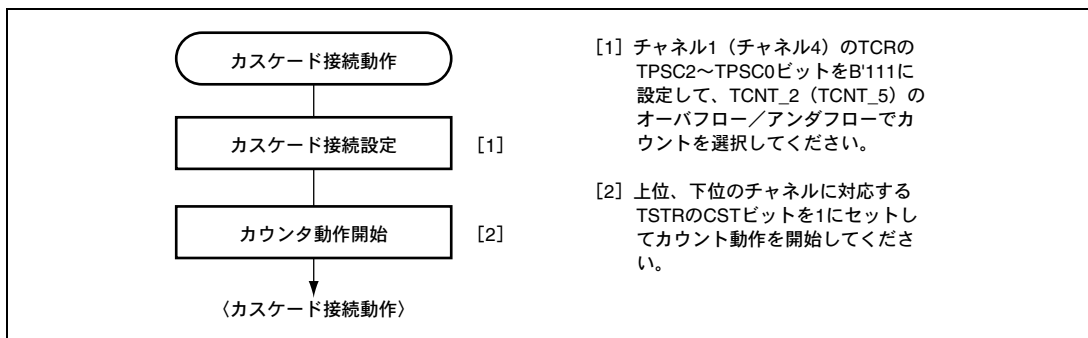 カスケード接続動作
カスケード接続設定 [1]
カウンタ動作開始 [2]
〈カスケード接続動作〉
[1] チャネル1（チャネル4）のTCRの
TPSC2～TPSC0ビットをB'111に
設定して、TCNT_2（TCNT_5）の
オーバフロー／アンダフローでカ
ウントを選択してください。
[2] 上位、下位のチャネルに対応する
TSTRのCSTビットを1にセットし
てカウント動作を開始してくださ
い。